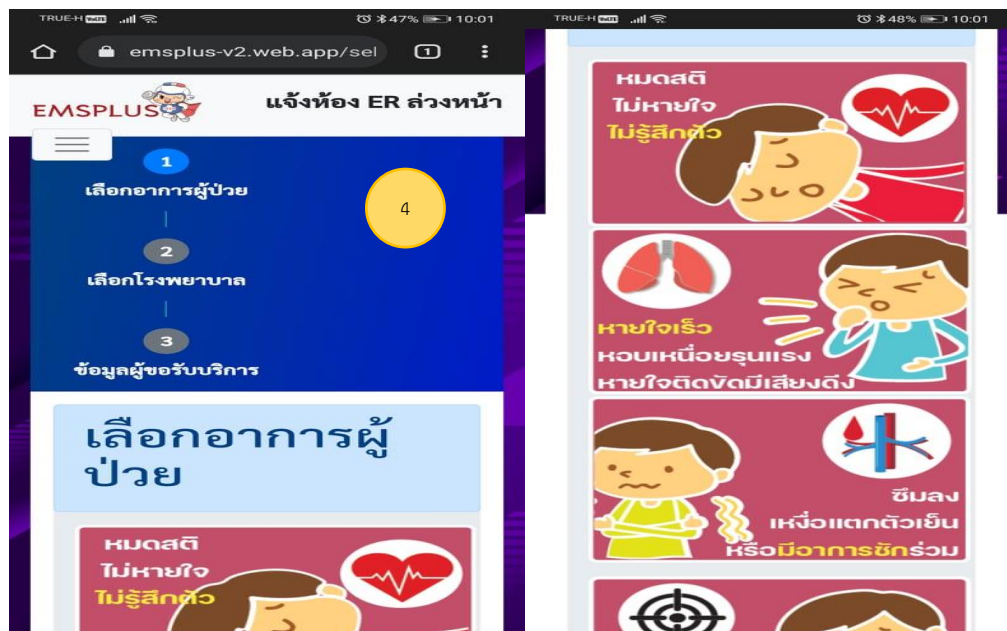 TRUE-H
47%
10:01
emsplus-v2.web.app/sel
1
EMSPLUS
แจ้งห้อง ER ล่วงหน้า
1
เลือกอาการผู้ป่วย
2
เลือกโรงพยาบาล
3
ข้อมูลผู้ขอรับบริการ
4
เลือกอาการผู้
ป่วย
หมดสติ
ไม่หายใจ
ไม่รู้สึกตัว
TRUE-H
48%
10:01
หมดสติ
ไม่หายใจ
ไม่รู้สึกตัว
หายใจเร็ว
หอบเหนื่อยรุนแรง
หายใจติดขัดมีเสียงดัง
ซึมลง
เหงื่อแตกตัวเย็น
หรือมีอาการชักร่วม